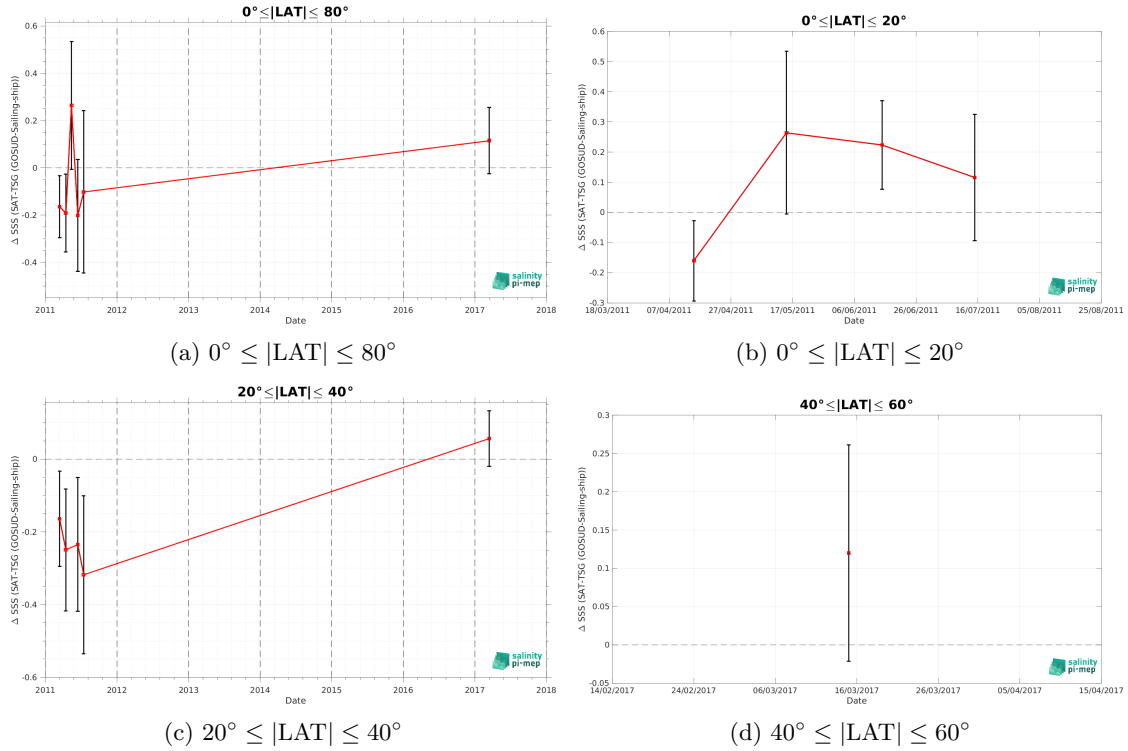 0°≤|LAT|≤ 80°
Δ SSS (SAT-TSG (GOSUD-Sailing-ship))
0.6
0.4
0.2
0
-0.2
-0.4
2011 2012 2013 2014 2015 2016 2017 2018
Date
salinity
pi-mep
(a) 0° ≤ |LAT| ≤ 80°
0°≤|LAT|≤ 20°
Δ SSS (SAT-TSG (GOSUD-Sailing-ship))
0.6
0.5
0.4
0.3
0.2
0.1
0
-0.1
-0.2
-0.3
18/03/2011 07/04/2011 27/04/2011 17/05/2011 06/06/2011 26/06/2011 16/07/2011 05/08/2011 25/08/2011
Date
salinity
pi-mep
(b) 0° ≤ |LAT| ≤ 20°
20°≤|LAT|≤ 40°
Δ SSS (SAT-TSG (GOSUD-Sailing-ship))
0
-0.2
-0.4
-0.6
2011 2012 2013 2014 2015 2016 2017 2018
Date
salinity
pi-mep
(c) 20° ≤ |LAT| ≤ 40°
40°≤|LAT|≤ 60°
Δ SSS (SAT-TSG (GOSUD-Sailing-ship))
0.3
0.25
0.2
0.15
0.1
0.05
0
-0.05
14/02/2017 24/02/2017 06/03/2017 16/03/2017 26/03/2017 05/04/2017 15/04/2017
Date
salinity
pi-mep
(d) 40° ≤ |LAT| ≤ 60°